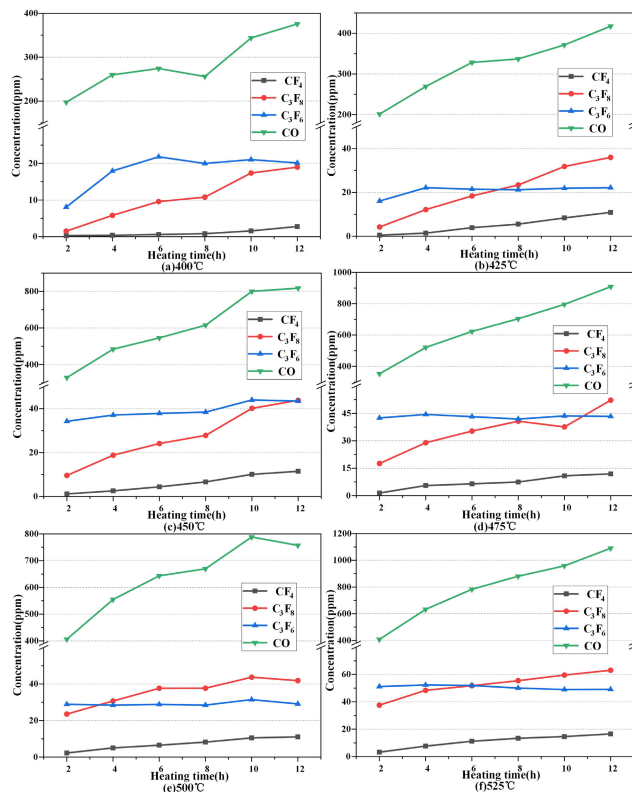 400
300
200
20
10
0
Concentration(ppm)
CF4
C3F8
C3F6
CO
2 4 6 8 10 12
Heating time(h)
(a)400℃
400
300
200
40
20
0
Concentration(ppm)
CF4
C3F8
C3F6
CO
2 4 6 8 10 12
Heating time(h)
(b)425℃
800
600
400
40
20
0
Concentration(ppm)
CF4
C3F8
C3F6
CO
2 4 6 8 10 12
Heating time(h)
(c)450℃
1000
800
600
400
45
30
15
0
Concentration(ppm)
CF4
C3F8
C3F6
CO
2 4 6 8 10 12
Heating time(h)
(d)475℃
800
700
600
500
400
40
20
0
Concentration(ppm)
CF4
C3F8
C3F6
CO
2 4 6 8 10 12
Heating time(h)
(e)500℃
1200
1000
800
600
400
60
40
20
0
Concentration(ppm)
CF4
C3F8
C3F6
CO
2 4 6 8 10 12
Heating time(h)
(f)525℃